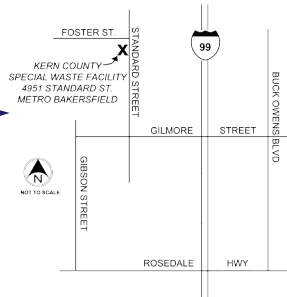 FOSTER ST.
STANDARD STREET
99
KERN COUNTY
SPECIAL WASTE FACILITY
4951 STANDARD ST.
METRO BAKERSFIELD
X
BUCK OWENS BLVD.
GILMORE STREET
GIBSON STREET
N
NOT TO SCALE
ROSEDALE HWY